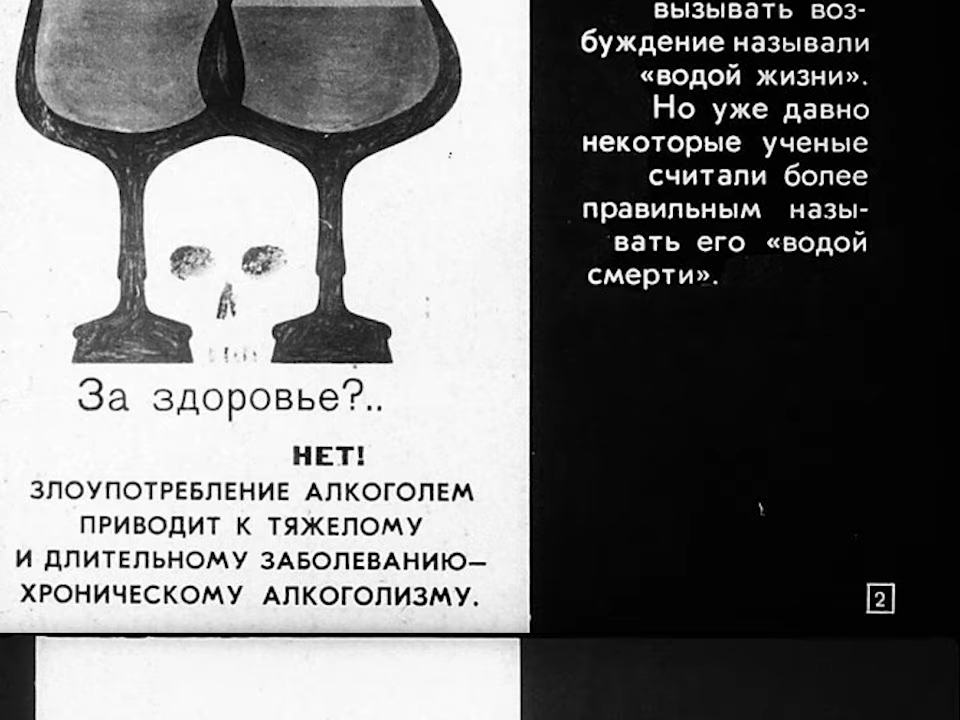 За здоровье?..
НЕТ!
ЗЛОУПОТРЕБЛЕНИЕ АЛКОГОЛЕМ
ПРИВОДИТ К ТЯЖЕЛОМУ
И ДЛИТЕЛЬНОМУ ЗАБОЛЕВАНИЮ—
ХРОНИЧЕСКОМУ АЛКОГОЛИЗМУ.
вызывать воз-
буждение называли
«водой жизни».
Но уже давно
некоторые ученые
считали более
правильным назы-
вать его «водой
смерти».
2